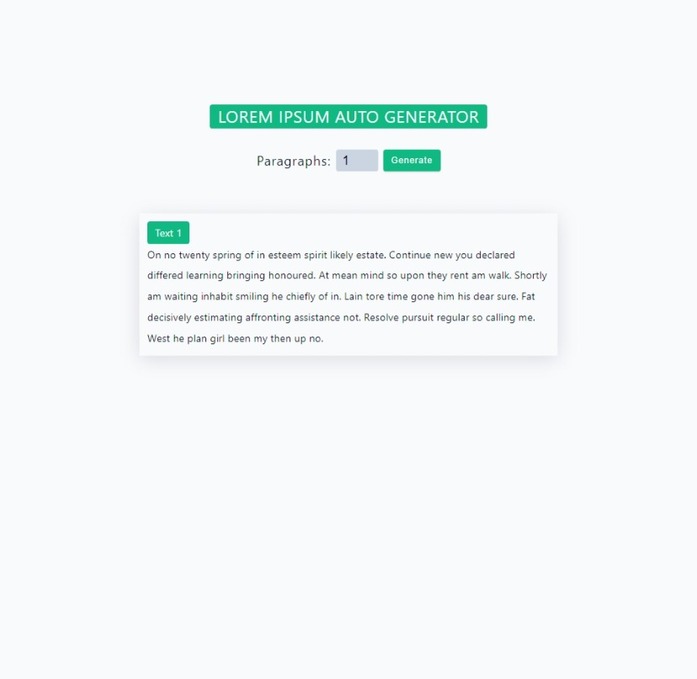 LOREM IPSUM AUTO GENERATOR
Paragraphs: 1 Generate
Text 1
On no twenty spring of in esteem spirit likely estate. Continue new you declared
differed learning bringing honoured. At mean mind so upon they rent am walk. Shortly
am waiting inhabit smiling he chiefly of in. Lain tore time gone him his dear sure. Fat
decisively estimating affronting assistance not. Resolve pursuit regular so calling me.
West he plan girl been my then up no.